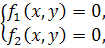 f₁(x, y) = 0,
f₂(x, y) = 0,